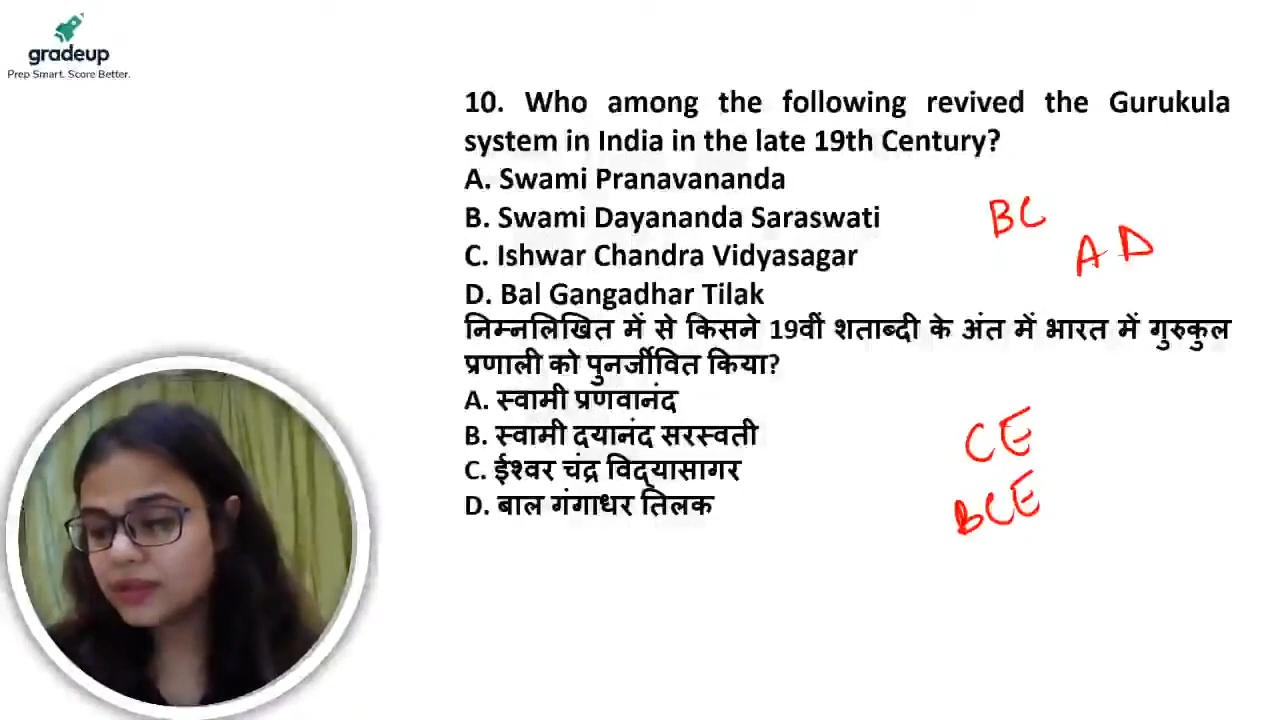 gradeup
Prep Smart. Score Better.
10. Who among the following revived the Gurukula
system in India in the late 19th Century?
A. Swami Pranavananda
B. Swami Dayananda Saraswati
C. Ishwar Chandra Vidyasagar
D. Bal Gangadhar Tilak
निम्नलिखित में से किसने 19वीं शताब्दी के अंत में भारत में गुरुकुल
प्रणाली को पुनर्जीवित किया?
A. स्वामी प्रणवानंद
B. स्वामी दयानंद सरस्वती
C. ईश्वर चंद्र विद्यासागर
D. बाल गंगाधर तिलक
BC
AD
CE
BCE